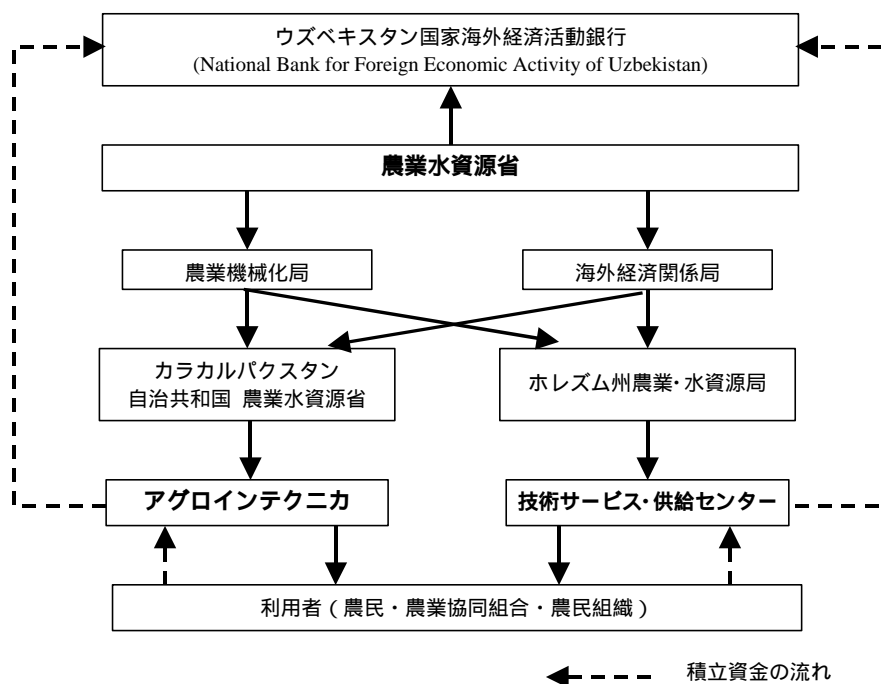 ウズベキスタン国家海外経済活動銀行
(National Bank for Foreign Economic Activity of Uzbekistan)
農業水資源省
農業機械化局
海外経済関係局
カラカルパクスタン
自治共和国 農業水資源省
ホレズム州農業・水資源局
アグロインテクニカ
技術サービス・供給センター
利用者（農民・農業協同組合・農民組織）
積立資金の流れ